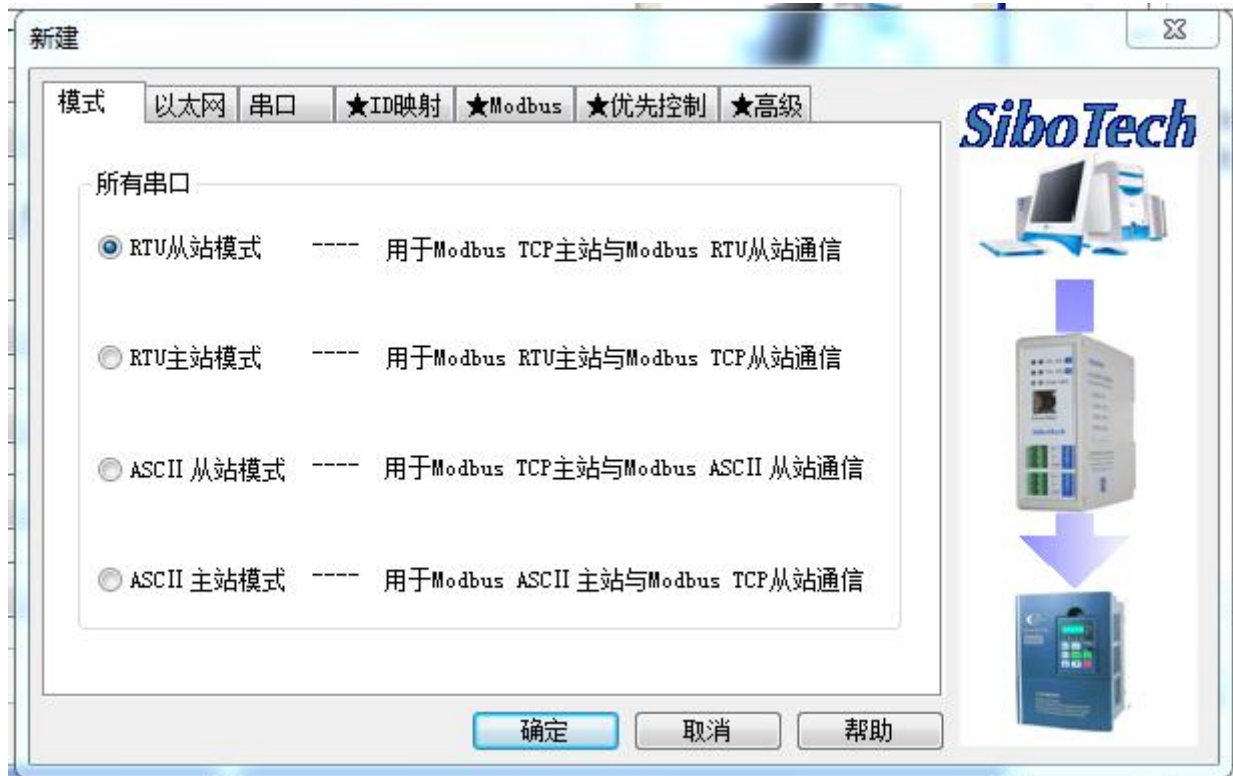 新建
模式 以太网 串口 ★ID映射 ★Modbus ★优先控制 ★高级
SiboTech
所有串口
RTU从站模式 ---- 用于Modbus TCP主站与Modbus RTU从站通信
RTU主站模式 ---- 用于Modbus RTU主站与Modbus TCP从站通信
ASCII 从站模式 ---- 用于Modbus TCP主站与Modbus ASCII 从站通信
ASCII 主站模式 ---- 用于Modbus ASCII 主站与Modbus TCP从站通信
确定 取消 帮助